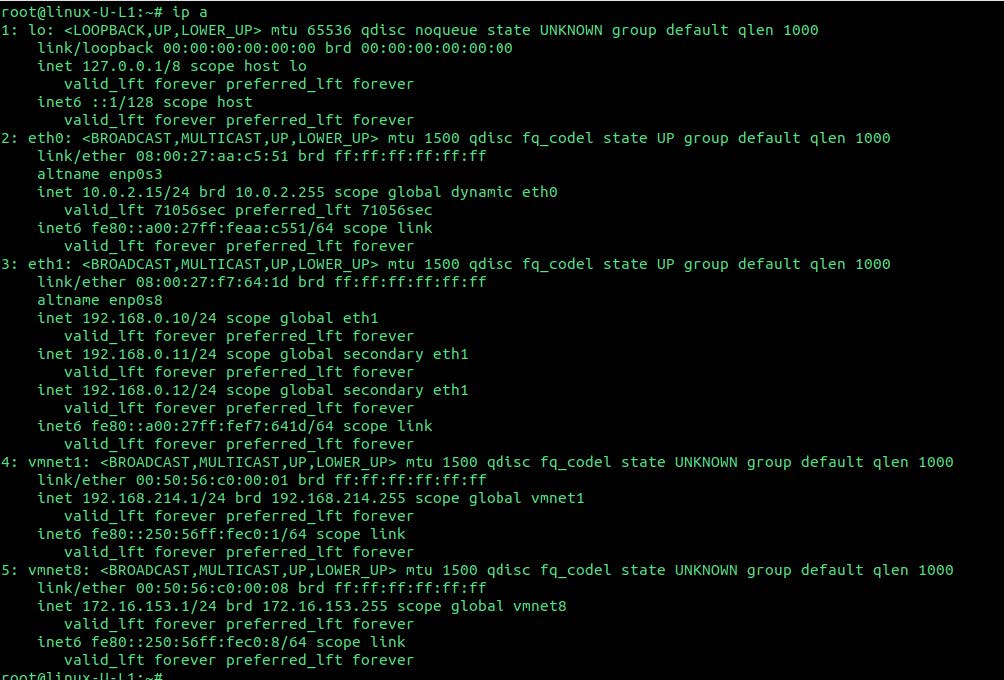 root@linux-U-L1:~# ip a
1: lo: <LOOPBACK,UP,LOWER_UP> mtu 65536 qdisc noqueue state UNKNOWN group default qlen 1000
    link/loopback 00:00:00:00:00:00 brd 00:00:00:00:00:00
    inet 127.0.0.1/8 scope host lo
       valid_lft forever preferred_lft forever
    inet6 ::1/128 scope host
       valid_lft forever preferred_lft forever
2: eth0: <BROADCAST,MULTICAST,UP,LOWER_UP> mtu 1500 qdisc fq_codel state UP group default qlen 1000
    link/ether 08:00:27:aa:c5:51 brd ff:ff:ff:ff:ff:ff
    altname enp0s3
    inet 10.0.2.15/24 brd 10.0.2.255 scope global dynamic eth0
       valid_lft 71056sec preferred_lft 71056sec
    inet6 fe80::a00:27ff:feaa:c551/64 scope link
       valid_lft forever preferred_lft forever
3: eth1: <BROADCAST,MULTICAST,UP,LOWER_UP> mtu 1500 qdisc fq_codel state UP group default qlen 1000
    link/ether 08:00:27:f7:64:1d brd ff:ff:ff:ff:ff:ff
    altname enp0s8
    inet 192.168.0.10/24 scope global eth1
       valid_lft forever preferred_lft forever
    inet 192.168.0.11/24 scope global secondary eth1
       valid_lft forever preferred_lft forever
    inet 192.168.0.12/24 scope global secondary eth1
       valid_lft forever preferred_lft forever
    inet6 fe80::a00:27ff:fef7:641d/64 scope link
       valid_lft forever preferred_lft forever
4: vmnet1: <BROADCAST,MULTICAST,UP,LOWER_UP> mtu 1500 qdisc fq_codel state UNKNOWN group default qlen 1000
    link/ether 00:50:56:c0:00:01 brd ff:ff:ff:ff:ff:ff
    inet 192.168.214.1/24 brd 192.168.214.255 scope global vmnet1
       valid_lft forever preferred_lft forever
    inet6 fe80::250:56ff:fec0:1/64 scope link
       valid_lft forever preferred_lft forever
5: vmnet8: <BROADCAST,MULTICAST,UP,LOWER_UP> mtu 1500 qdisc fq_codel state UNKNOWN group default qlen 1000
    link/ether 00:50:56:c0:00:08 brd ff:ff:ff:ff:ff:ff
    inet 172.16.153.1/24 brd 172.16.153.255 scope global vmnet8
       valid_lft forever preferred_lft forever
    inet6 fe80::250:56ff:fec0:8/64 scope link
       valid_lft forever preferred_lft forever
root@linux-U-L1:~#